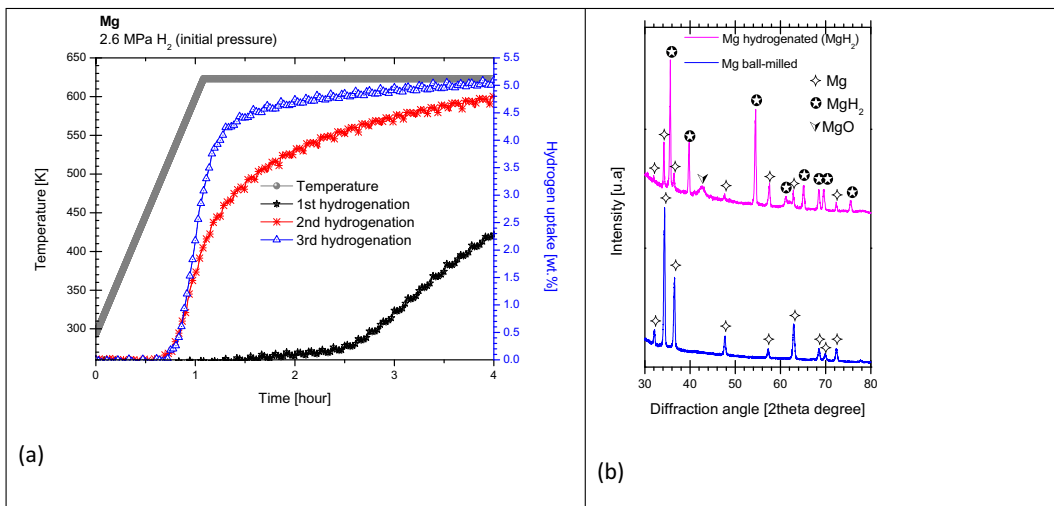 Mg
2.6 MPa H₂ (initial pressure)
650
600
550
500
450
400
350
300
Temperature [K]
5.5
5.0
4.5
4.0
3.5
3.0
2.5
2.0
1.5
1.0
0.5
0.0
Hydrogen uptake [wt.%]
Temperature
1st hydrogenation
2nd hydrogenation
3rd hydrogenation
0 1 2 3 4
Time [hour]
(a)
Mg hydrogenated (MgH₂)
Mg ball-milled
Mg
MgH₂
MgO
Intensity [u.a]
30 40 50 60 70 80
Diffraction angle [2theta degree]
(b)